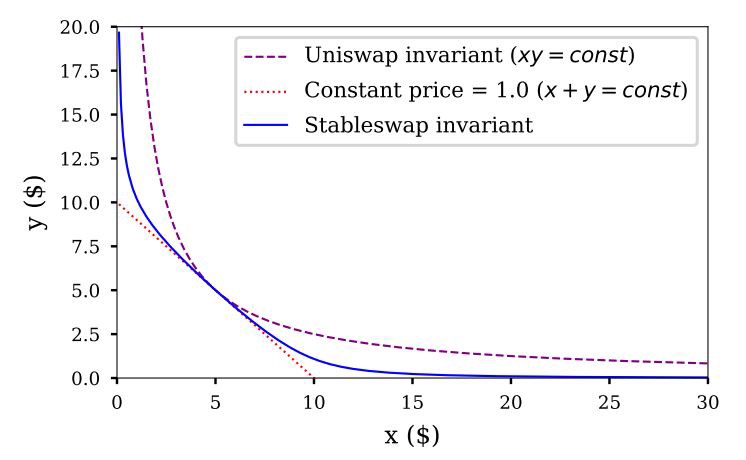 20.0
17.5
15.0
12.5
10.0
7.5
5.0
2.5
0.0
y ($)
Uniswap invariant (xy = const)
Constant price = 1.0 (x + y = const)
Stableswap invariant
0 5 10 15 20 25 30
x ($)